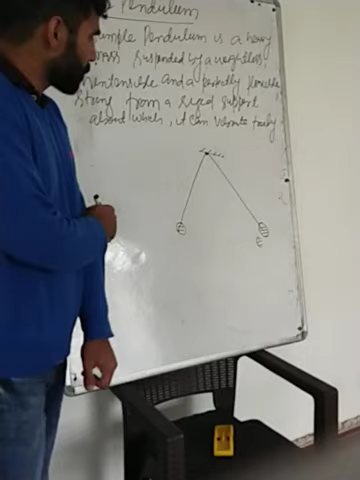 Pendulum
imple Pendulum is a heavy
mass suspended by a weightless
inextensible and a perfectly flexible
string from a rigid support
about which, it can vibrate freely